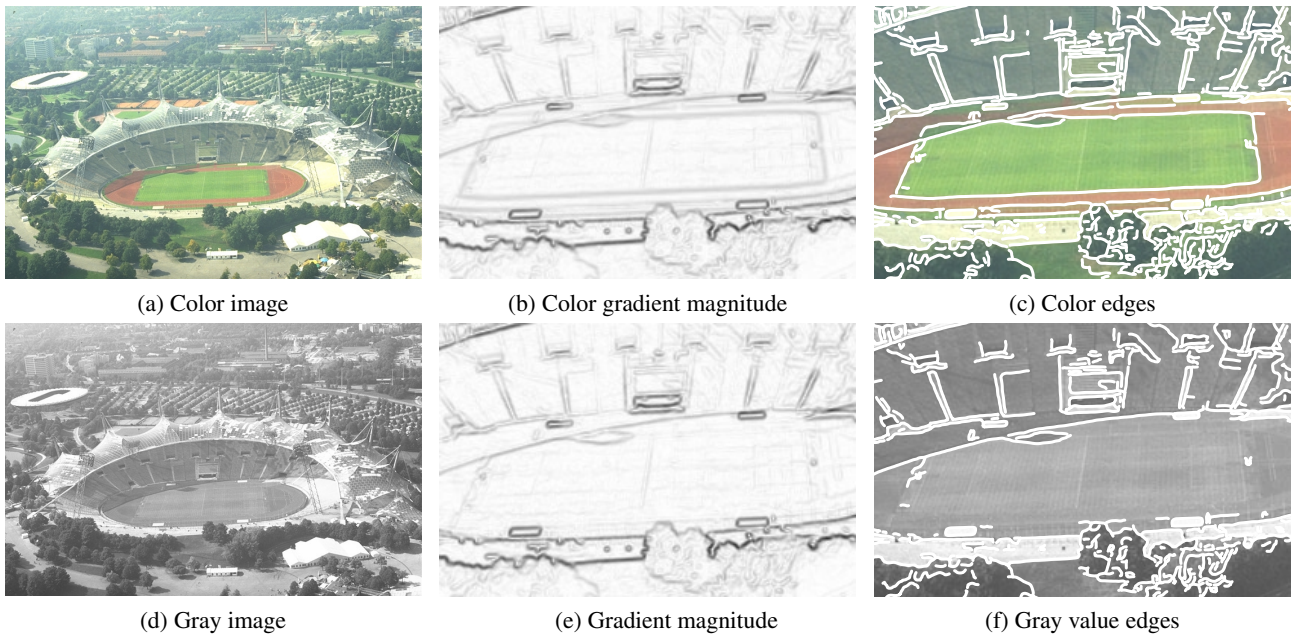 (a) Color image
(b) Color gradient magnitude
(c) Color edges
(d) Gray image
(e) Gradient magnitude
(f) Gray value edges